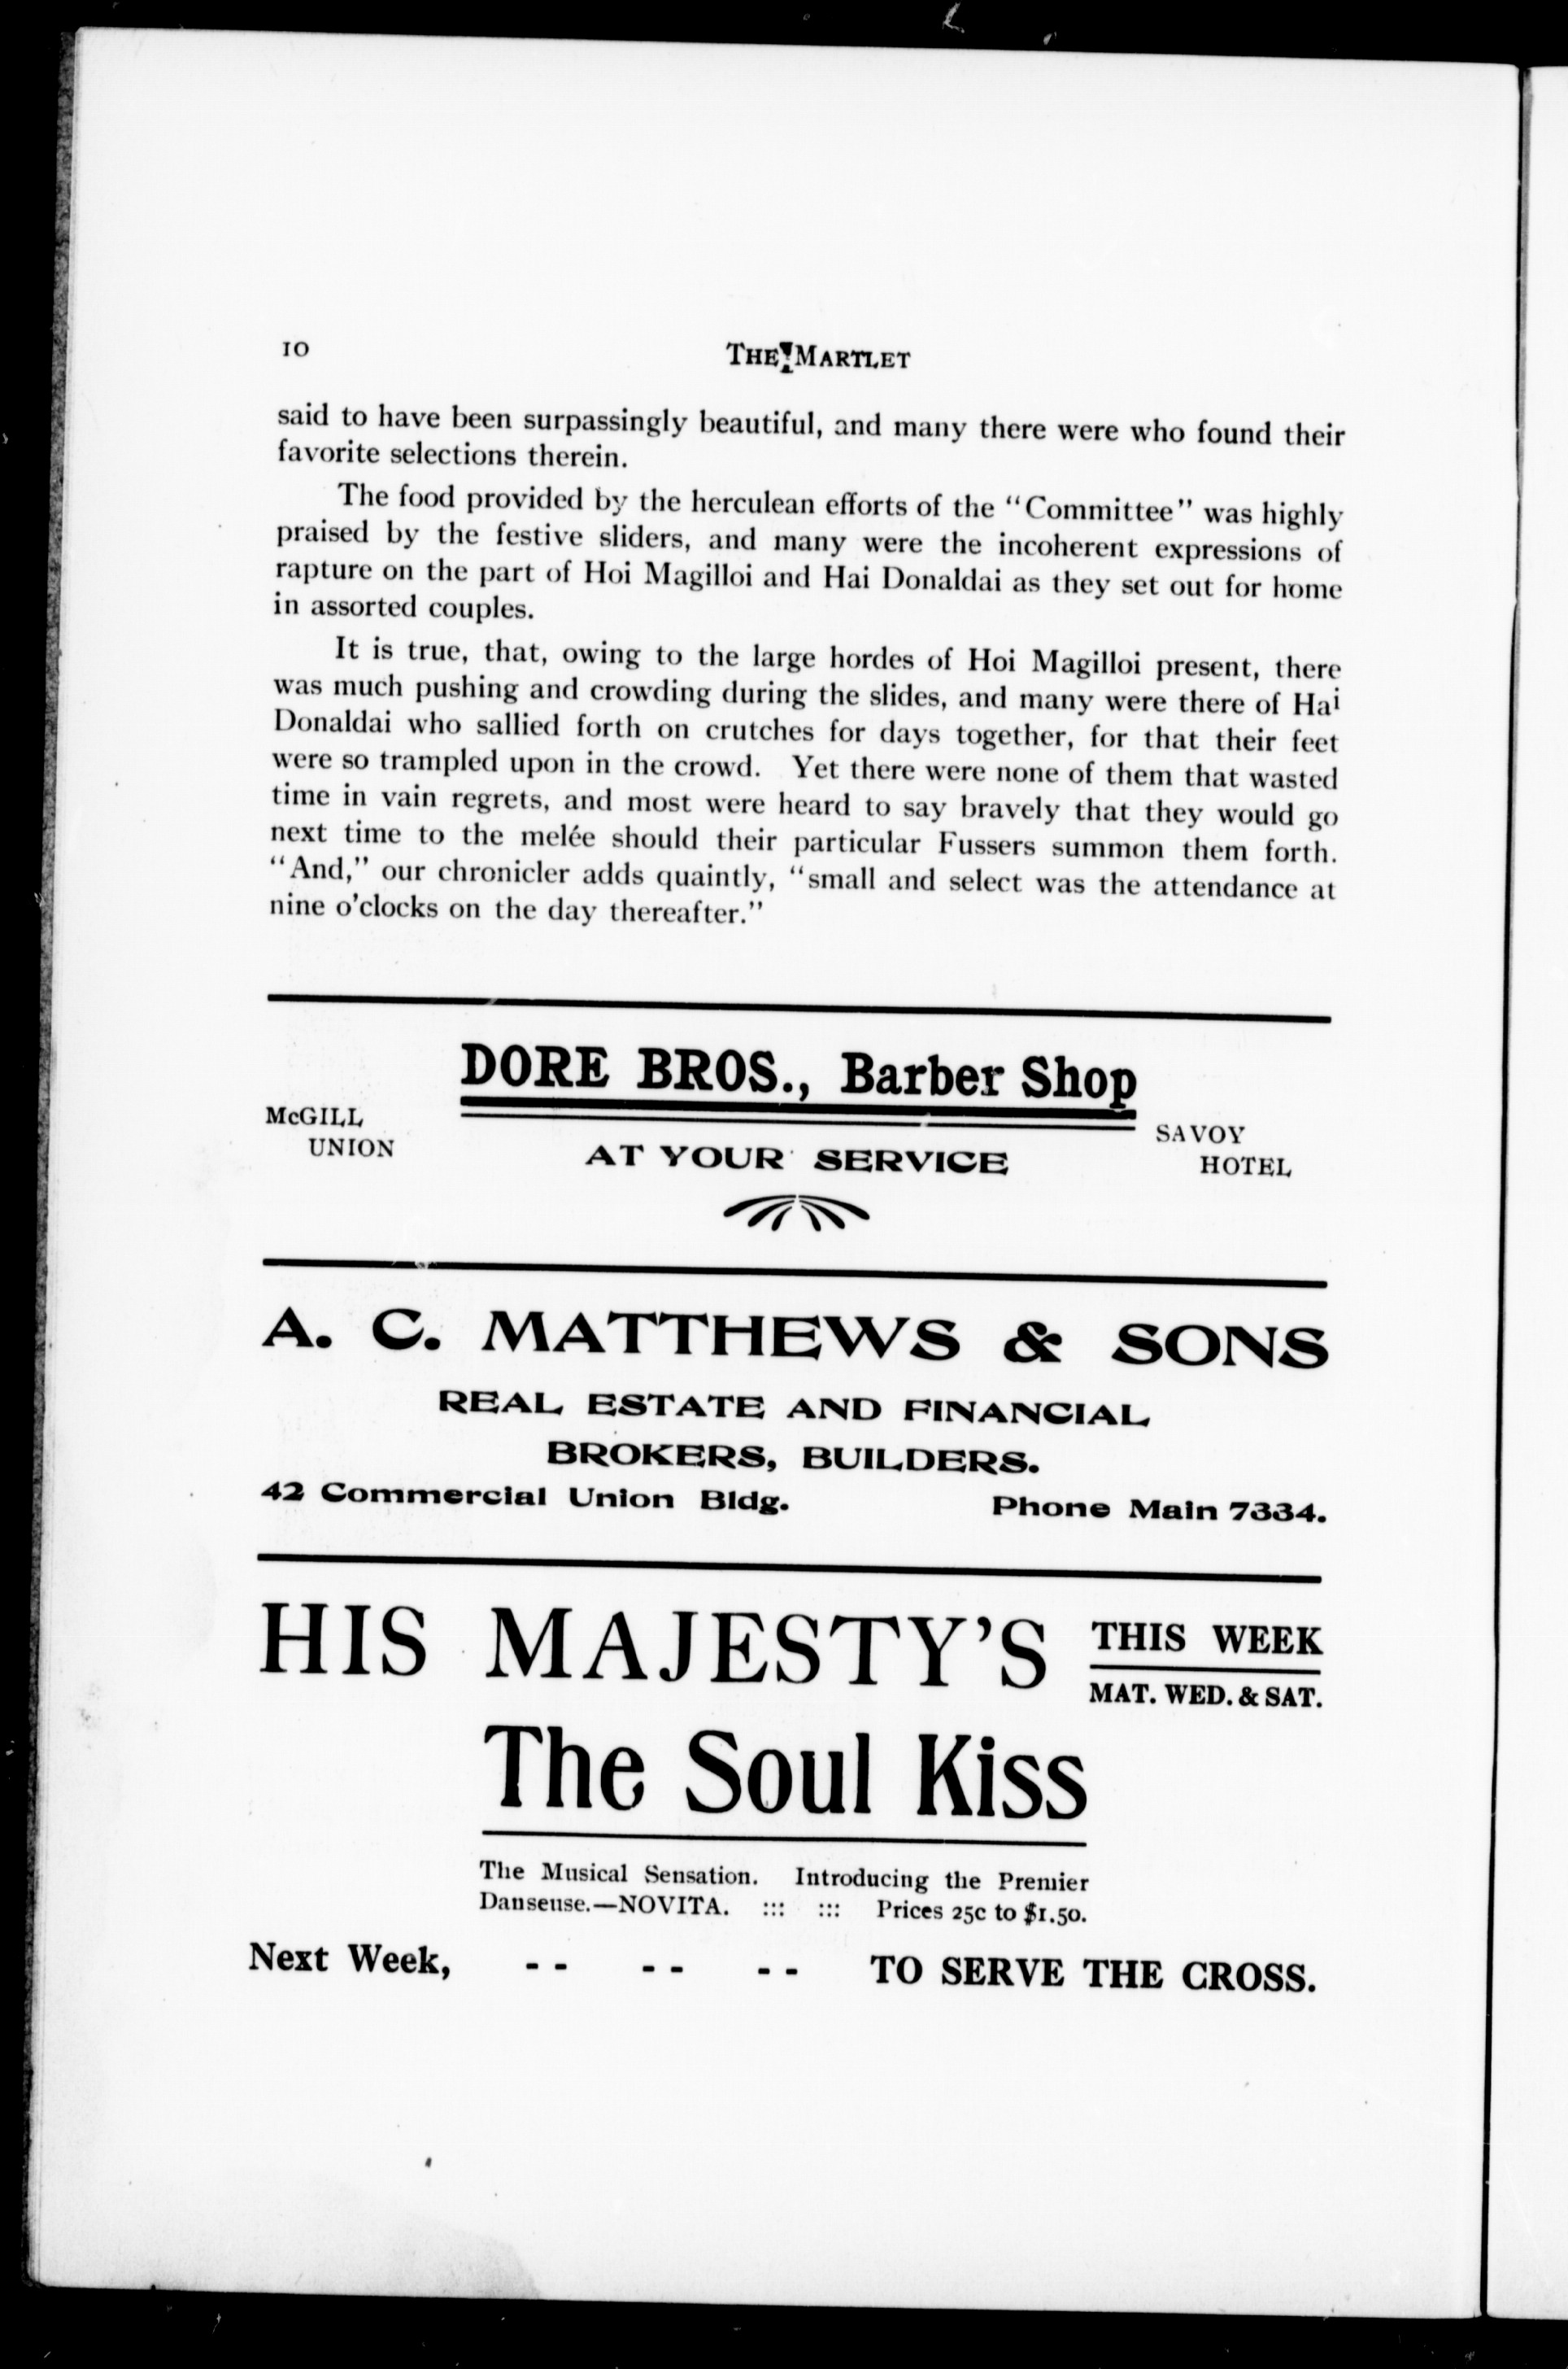 10
THE MARTLET
said to have been surpassingly beautiful, and many there were who found their
favorite selections therein.
The food provided by the herculean efforts of the "Committee" was highly
praised by the festive sliders, and many were the incoherent expressions of
rapture on the part of Hoi Magilloi and Hai Donaldai as they set out for home
in assorted couples.
It is true, that, owing to the large hordes of Hoi Magilloi present, there
was much pushing and crowding during the slides, and many were there of Hai
Donaldai who sallied forth on crutches for days together, for that their feet
were so trampled upon in the crowd. Yet there were none of them that wasted
time in vain regrets, and most were heard to say bravely that they would go
next time to the melée should their particular Fussers summon them forth.
"And," our chronicler adds quaintly, "small and select was the attendance at
nine o'clocks on the day thereafter."
DORE BROS., Barber Shop
McGILL
UNION
AT YOUR SERVICE
SAVOY
HOTEL
A. C. MATTHEWS & SONS
REAL ESTATE AND FINANCIAL
BROKERS, BUILDERS.
42 Commercial Union Bldg. Phone Main 7334.
HIS MAJESTY'S
THIS WEEK
MAT. WED. & SAT.
The Soul Kiss
The Musical Sensation. Introducing the Premier
Danseuse.—NOVITA. ::: ::: Prices 25c to $1.50.
Next Week, -- -- -- TO SERVE THE CROSS.